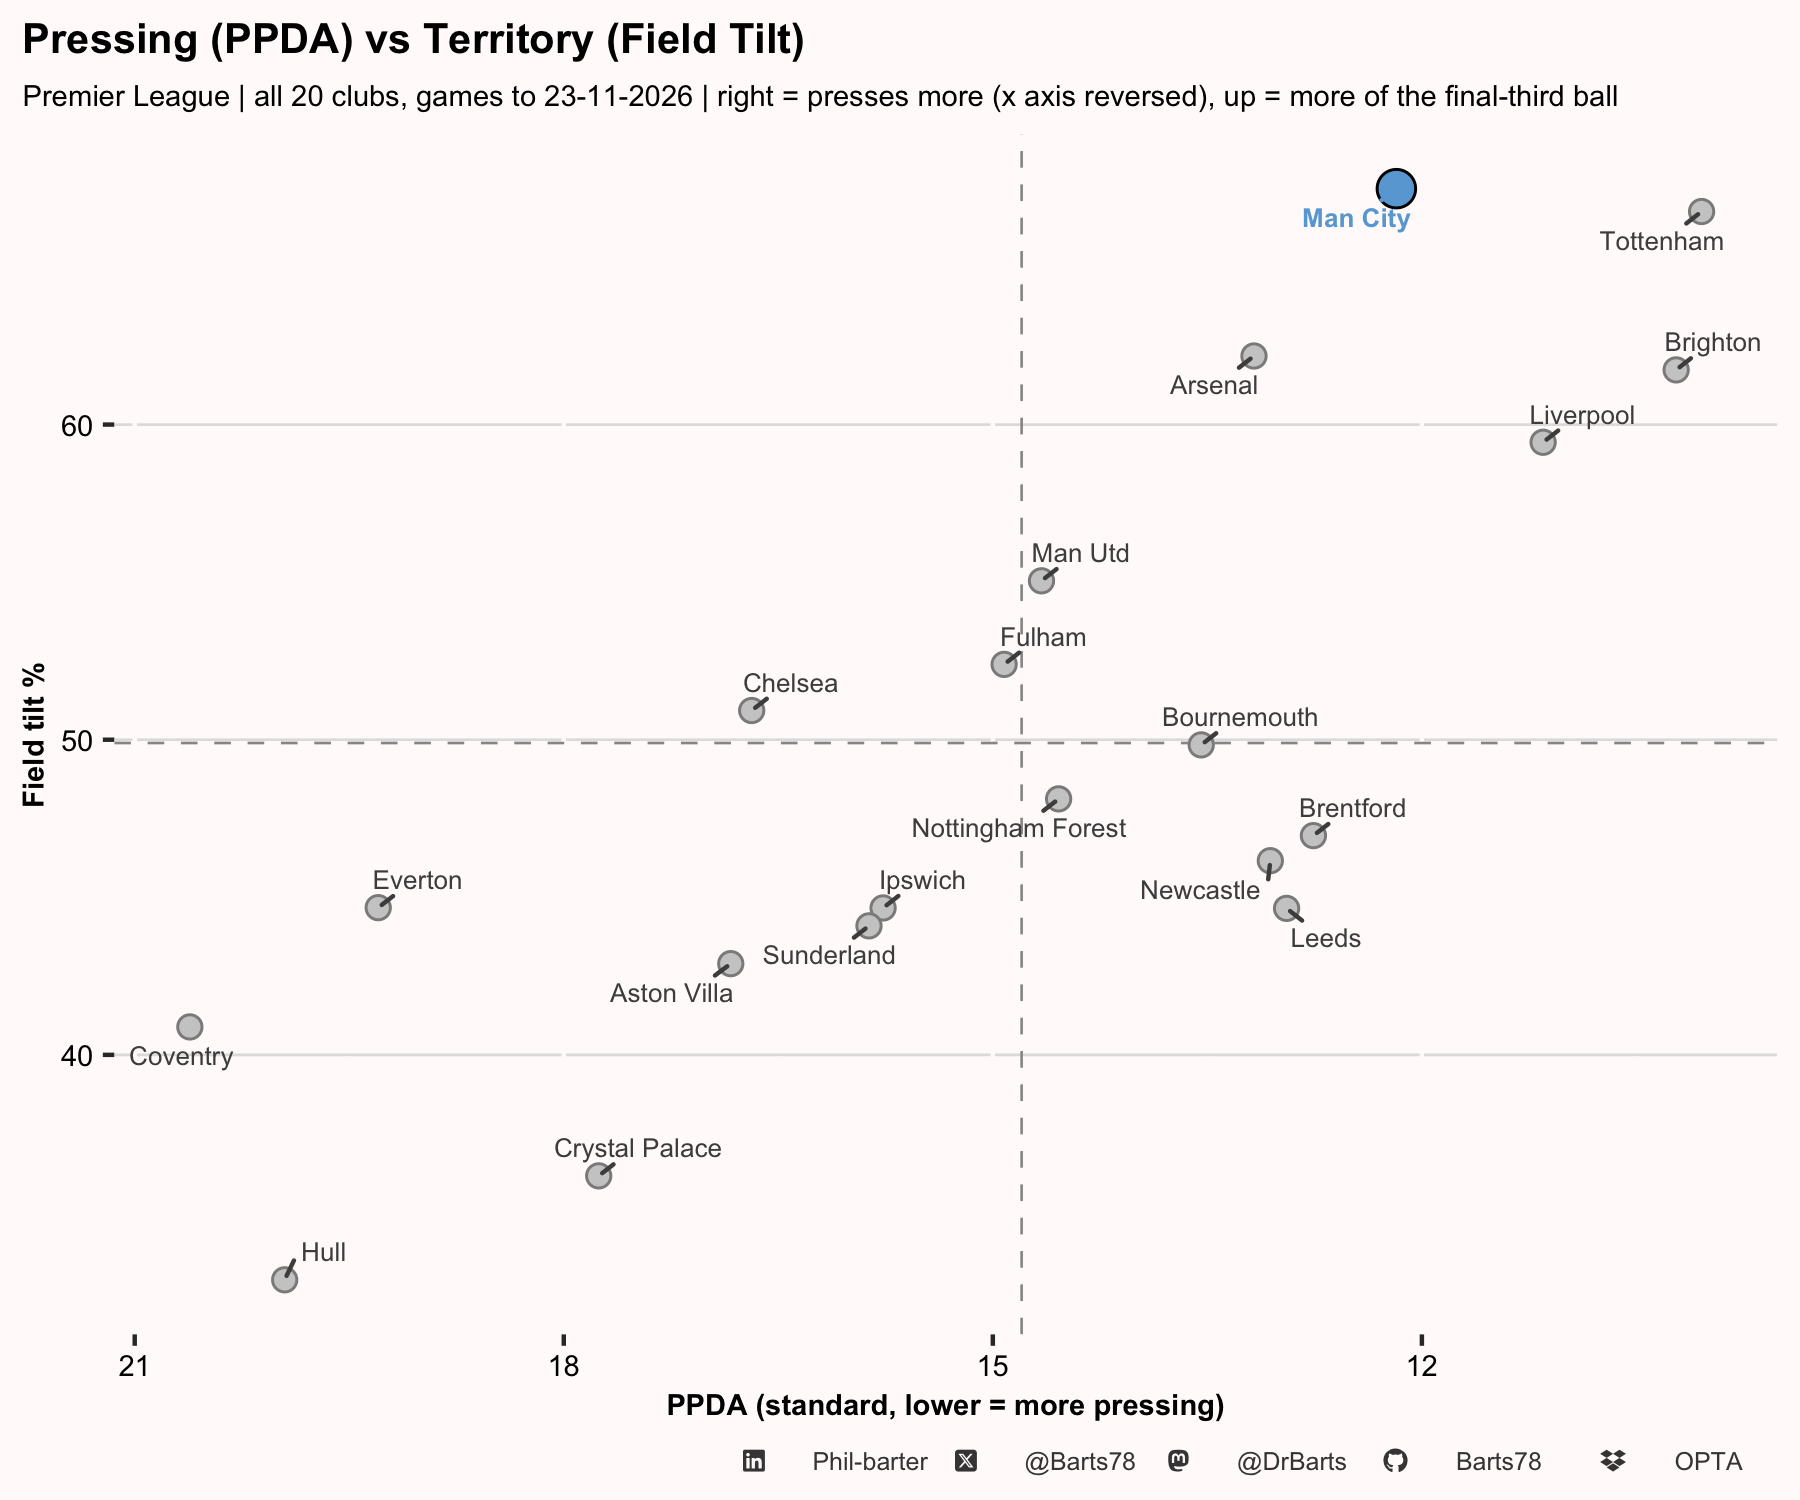 Pressing (PPDA) vs Territory (Field Tilt)
Premier League | all 20 clubs, games to 23-11-2026 | right = presses more (x axis reversed), up = more of the final-third ball
Man City
Tottenham
Brighton
Arsenal
Liverpool
60
Man Utd
Fulham
Chelsea
Bournemouth
50
Field tilt %
Brentford
Nottingham Forest
Everton
Ipswich
Newcastle
Leeds
Sunderland
Aston Villa
Coventry
40
Crystal Palace
Hull
21 18 15 12
PPDA (standard, lower = more pressing)
Phil-barter @Barts78 @DrBarts Barts78 OPTA